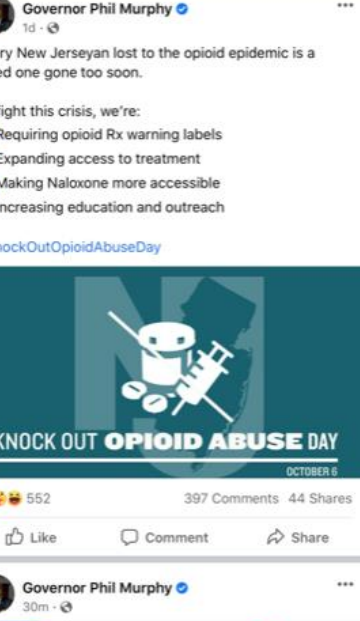 Governor Phil Murphy
1d
ry New Jerseyan lost to the opioid epidemic is a
ed one gone too soon.
ight this crisis, we're:
Requiring opioid Rx warning labels
Expanding access to treatment
Making Naloxone more accessible
ncreasing education and outreach
nockOutOpioidAbuseDay
NJ
KNOCK OUT OPIOID ABUSE DAY
OCTOBER 6
552 397 Comments 44 Shares
Like Comment Share
Governor Phil Murphy
30m